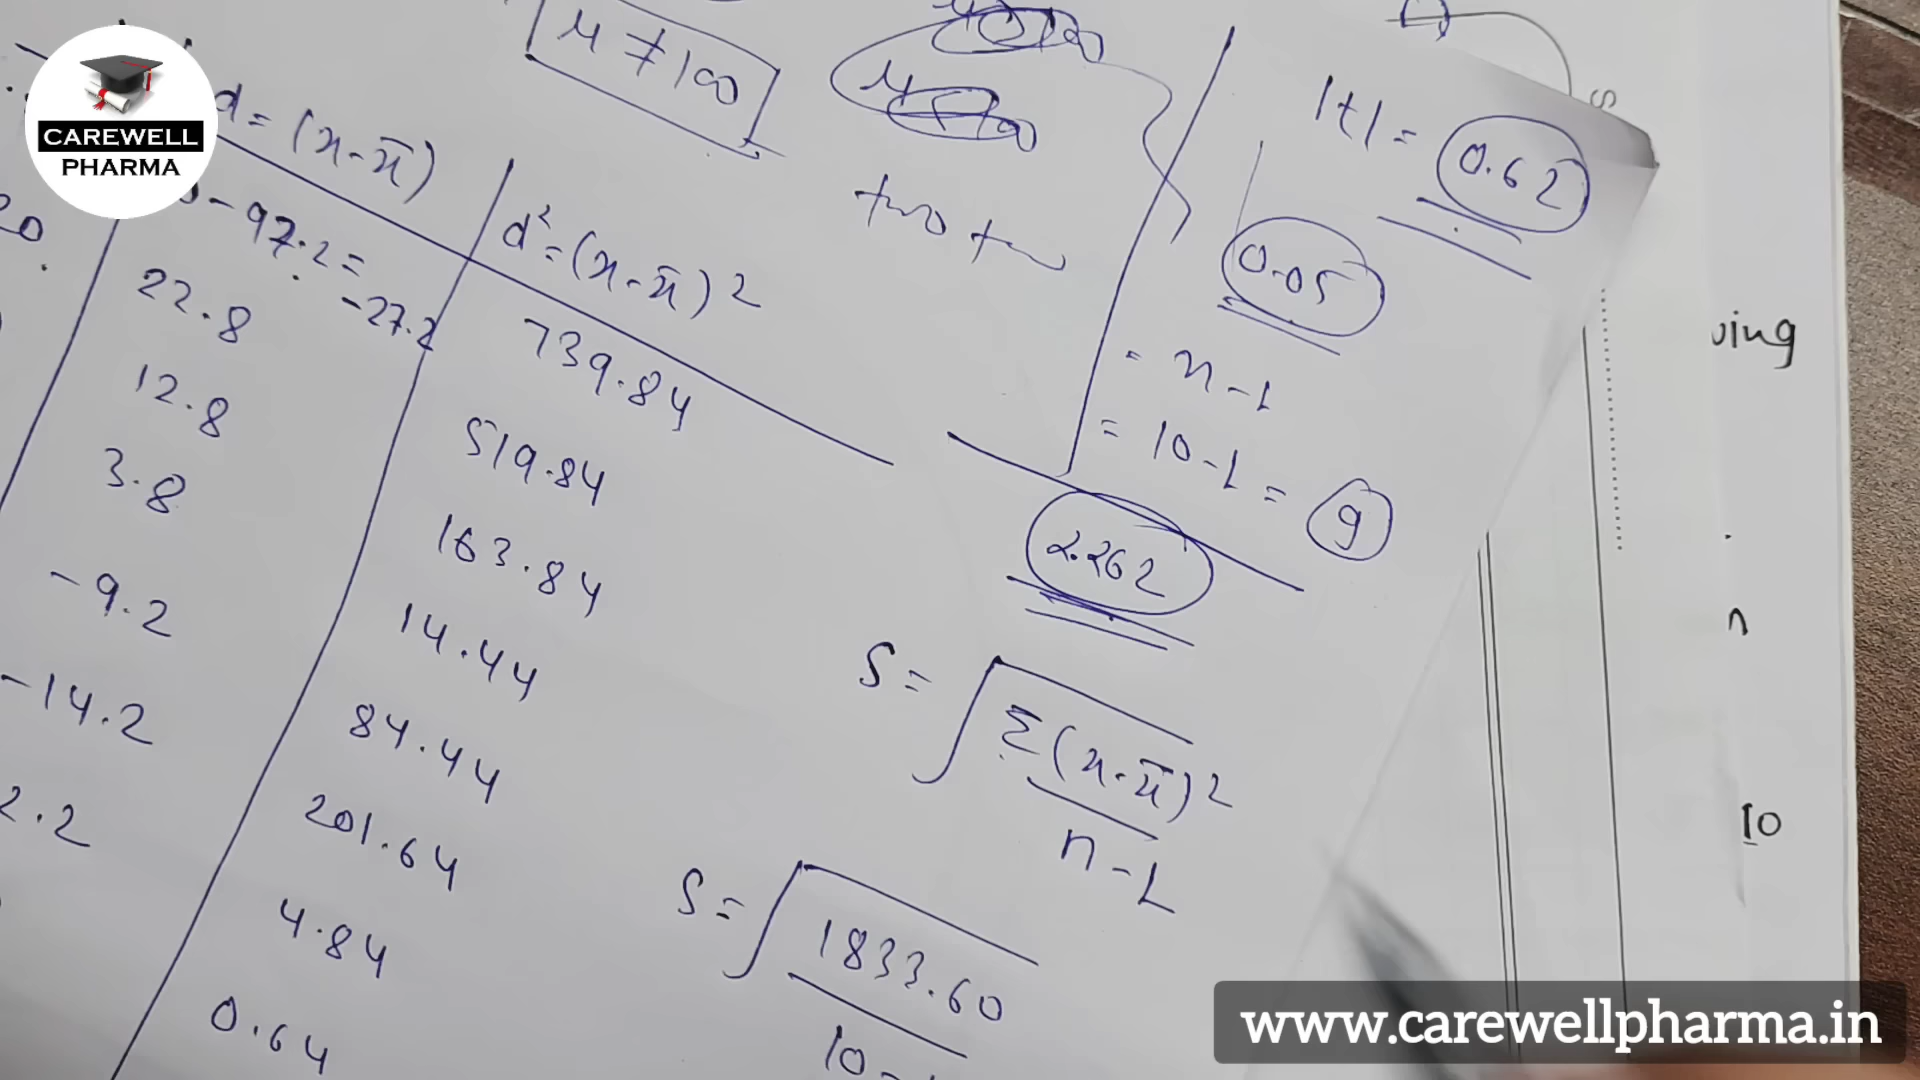 CAREWELL
PHARMA
μ ≠ 100
d = (x - x̄)
d² = (x - x̄)²
- 97.2 =
- 27.2
739.84
22.8
519.84
12.8
163.84
3.8
14.44
-9.2
84.44
-14.2
201.64
2.2
4.84
0.64
two
|t| = 0.62
0.05
= n - 1
= 10 - 1 = 9
2.262
S = √Σ(x - x̄)²
n - 1
S = √1833.60
10 -
ving
n
10
www.carewellpharma.in